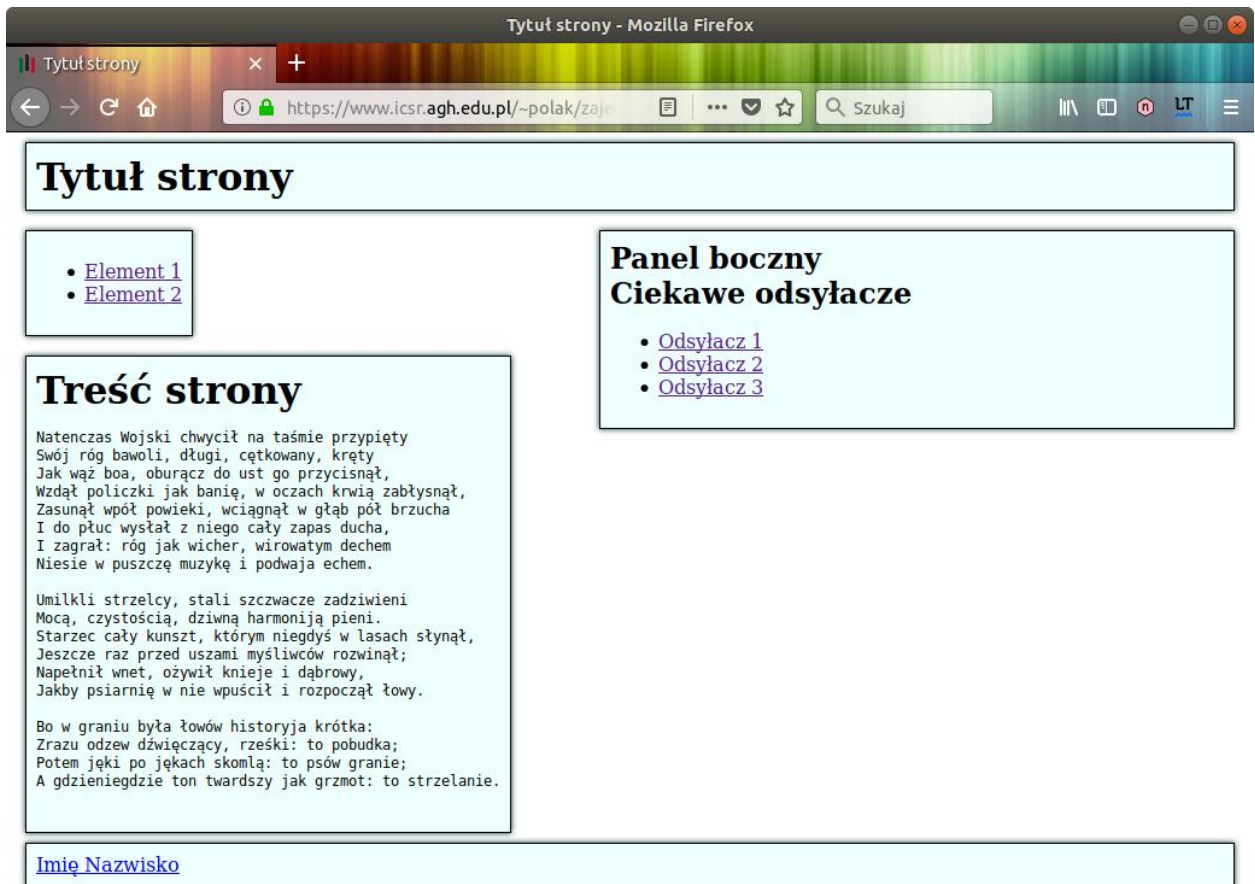 Tytuł strony - Mozilla Firefox
Tytuł strony
https://www.icsr.agh.edu.pl/~polak/zaje
Szukaj
LT
Tytuł strony
Element 1
Element 2
Panel boczny
Ciekawe odsyłacze
Odsyłacz 1
Odsyłacz 2
Odsyłacz 3
Treść strony
Natenczas Wojski chwycił na taśmie przypięty
Swój róg bawoli, długi, cętkowany, kręty
Jak wąż boa, oburącz do ust go przycisnął,
Wzdął policzki jak banię, w oczach krwią zabłysnął,
Zasunął wpół powieki, wciągnął w głąb pół brzucha
I do płuc wysłał z niego cały zapas ducha,
I zagrał: róg jak wicher, wirowatym dechem
Niesie w puszczę muzykę i podwaja echem.
Umilkli strzelcy, stali szczwacze zadziwieni
Mocą, czystością, dziwną harmoniją pieni.
Starzec cały kunszt, którym niegdyś w lasach słynął,
Jeszcze raz przed uszami myśliwców rozwinął;
Napełnił wnet, ożywił knieje i dąbrowy,
Jakby psiarnię w nie wpuścił i rozpoczął łowy.
Bo w graniu była łowów historyja krótka:
Zrazu odzew dźwięczący, rześki: to pobudka;
Potem jęki po jękach skomlą: to psów granie;
A gdzieniegdzie ton twardszy jak grzmot: to strzelanie.
Imię Nazwisko